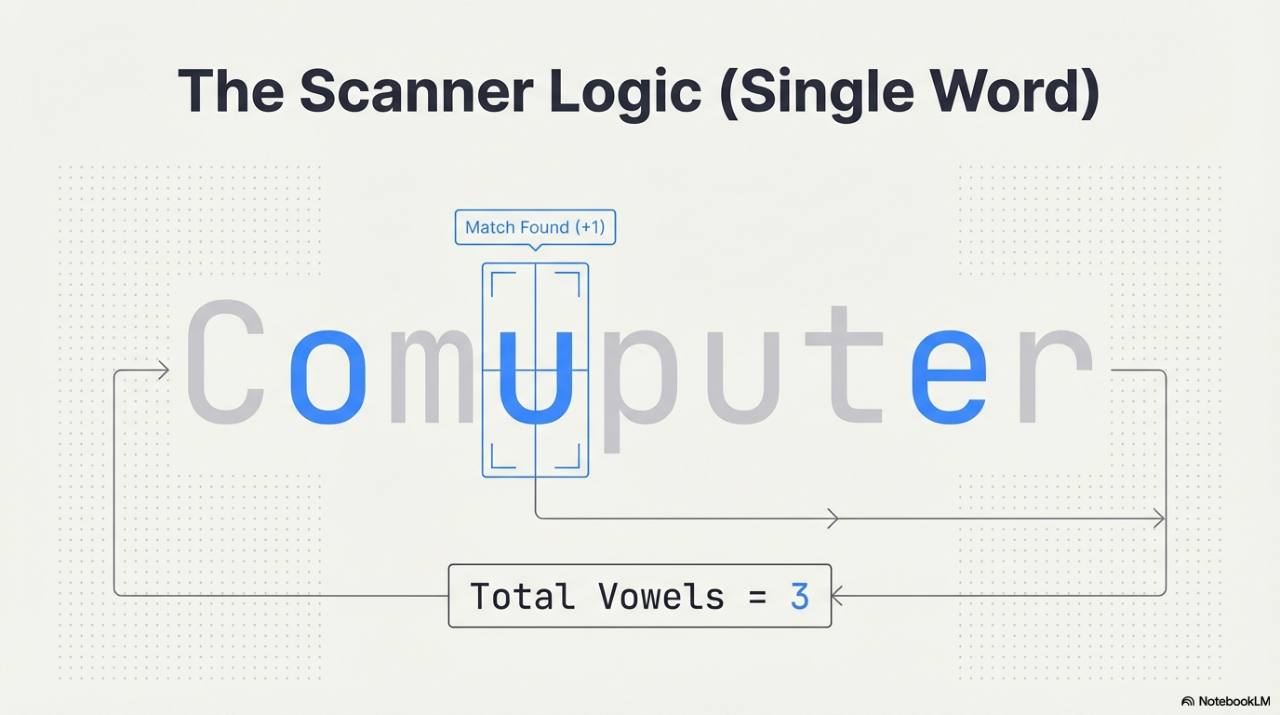 The Scanner Logic (Single Word)
Match Found (+1)
Comuputer
Total Vowels = 3
NotebookLM